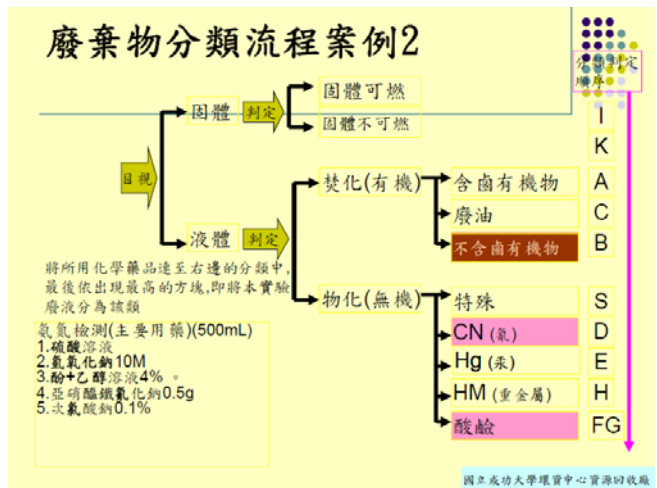 廢棄物分類流程案例2
分類判定
順序
固體
判定
固體可燃
固體不可燃
I
K
目視
焚化(有機)
含鹵有機物
A
廢油
C
液體
判定
不含鹵有機物
B
將所用化學藥品逹至右邊的分類中,
最後依出現最高的方塊,即將本實驗
廢液分為該類
物化(無機)
特殊
S
CN (氰)
D
Hg (汞)
E
HM (重金屬)
H
酸鹼
FG
氨氮檢測(主要用藥)(500mL)
1.硫酸溶液
2.氫氧化鈉10M
3.酚+乙醇溶液4%。
4.亞硝醯鐵氰化鈉0.5g
5.次氯酸鈉0.1%
國立成功大學環資中心資源回收廠